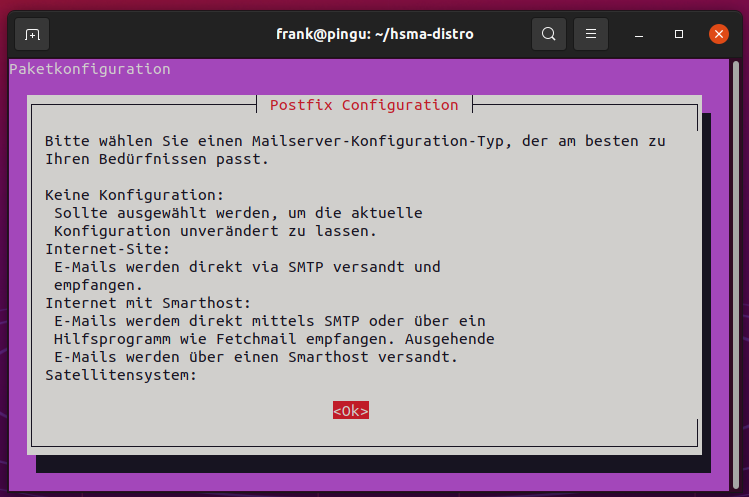 frank@pingu: ~/hsma-distro
Paketkonfiguration
Postfix Configuration
Bitte wählen Sie einen Mailserver-Konfiguration-Typ, der am besten zu
Ihren Bedürfnissen passt.
Keine Konfiguration:
Sollte ausgewählt werden, um die aktuelle
Konfiguration unverändert zu lassen.
Internet-Site:
E-Mails werden direkt via SMTP versandt und
empfangen.
Internet mit Smarthost:
E-Mails werdem direkt mittels SMTP oder über ein
Hilfsprogramm wie Fetchmail empfangen. Ausgehende
E-Mails werden über einen Smarthost versandt.
Satellitensystem:
<Ok>